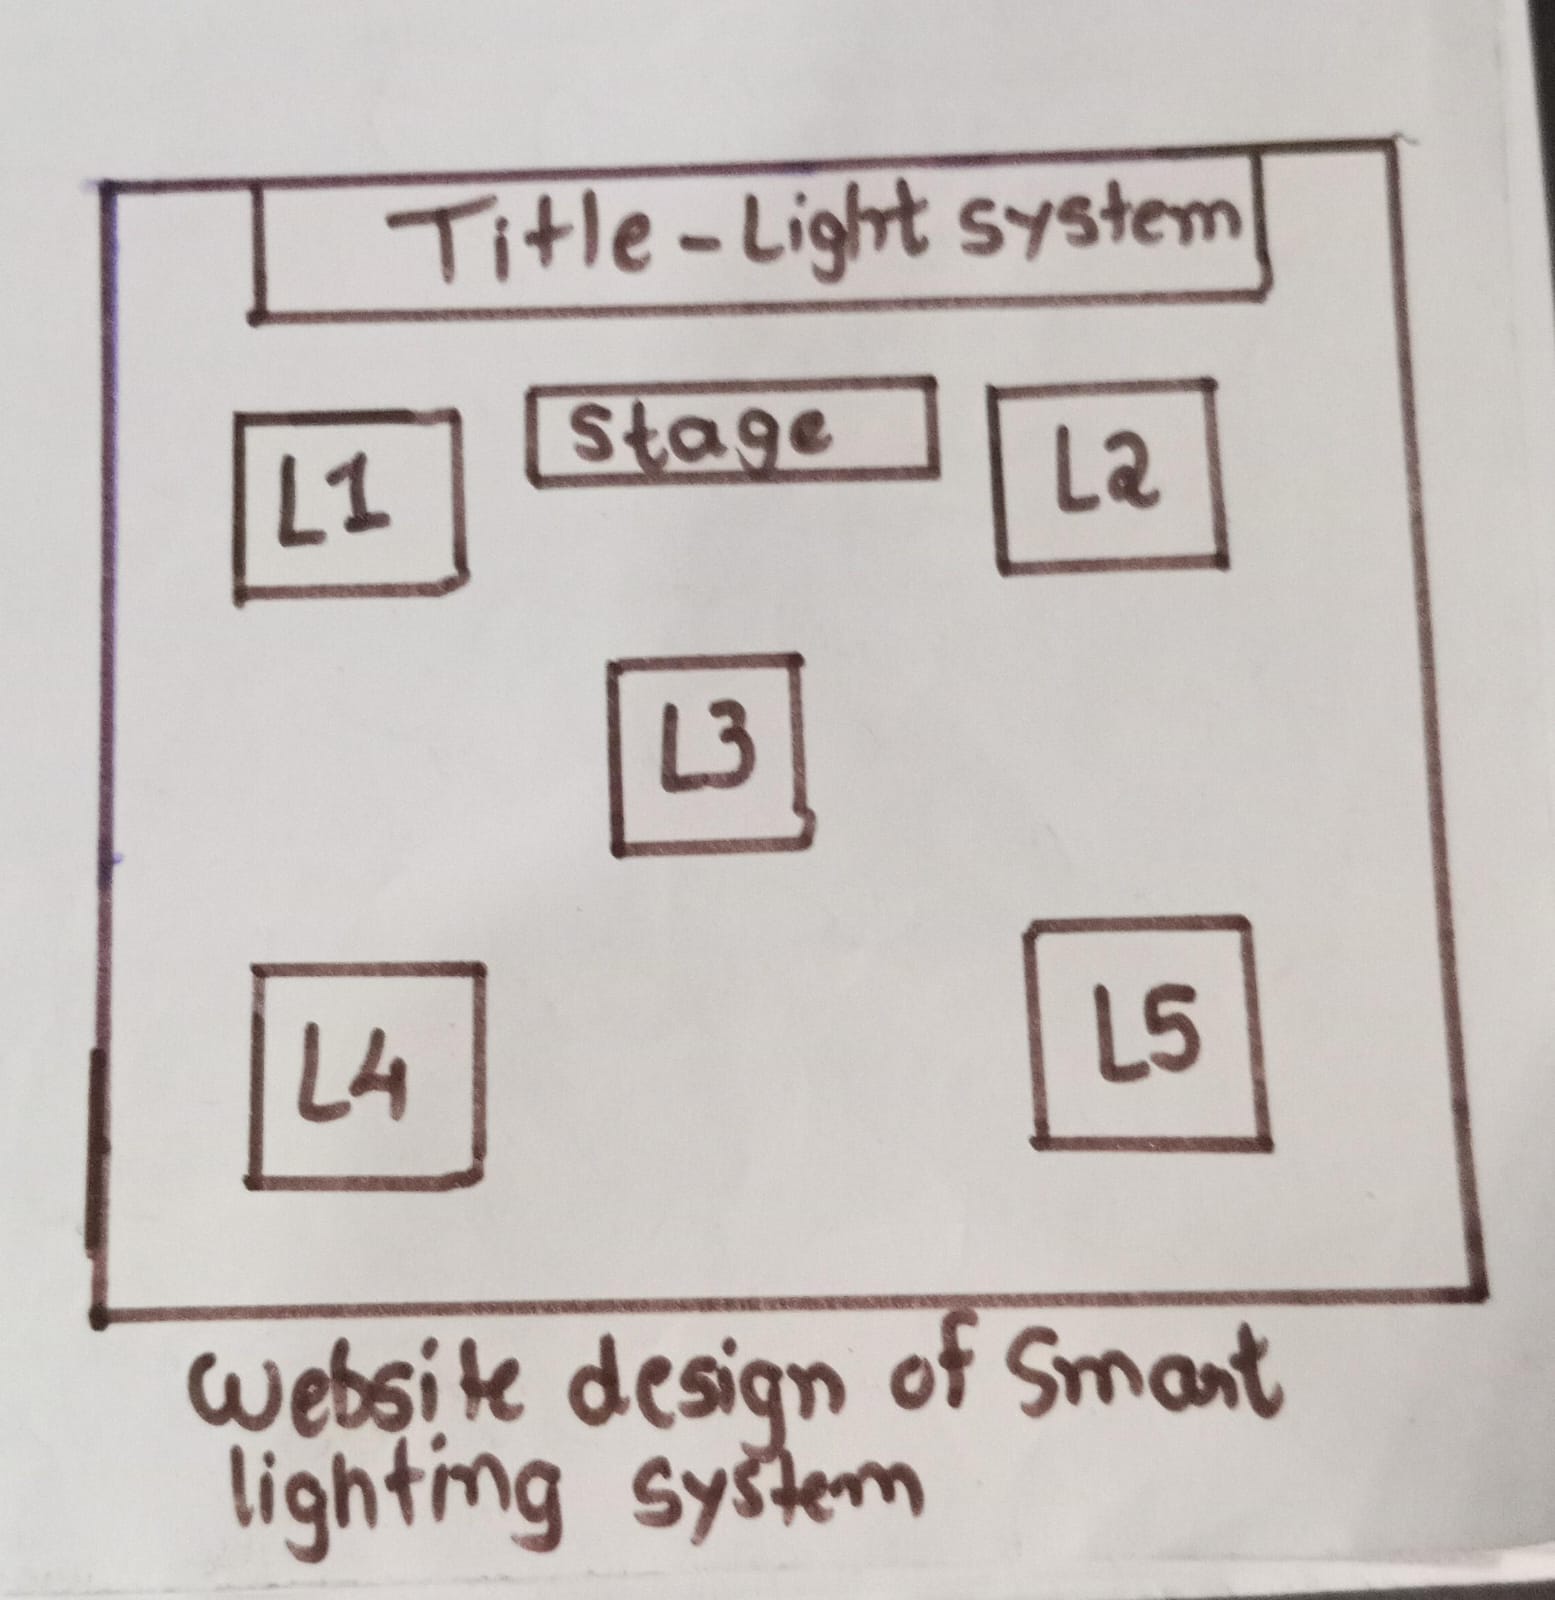 Title - Light system
L1
Stage
L2
L3
L4
L5
Website design of Smart
lighting system